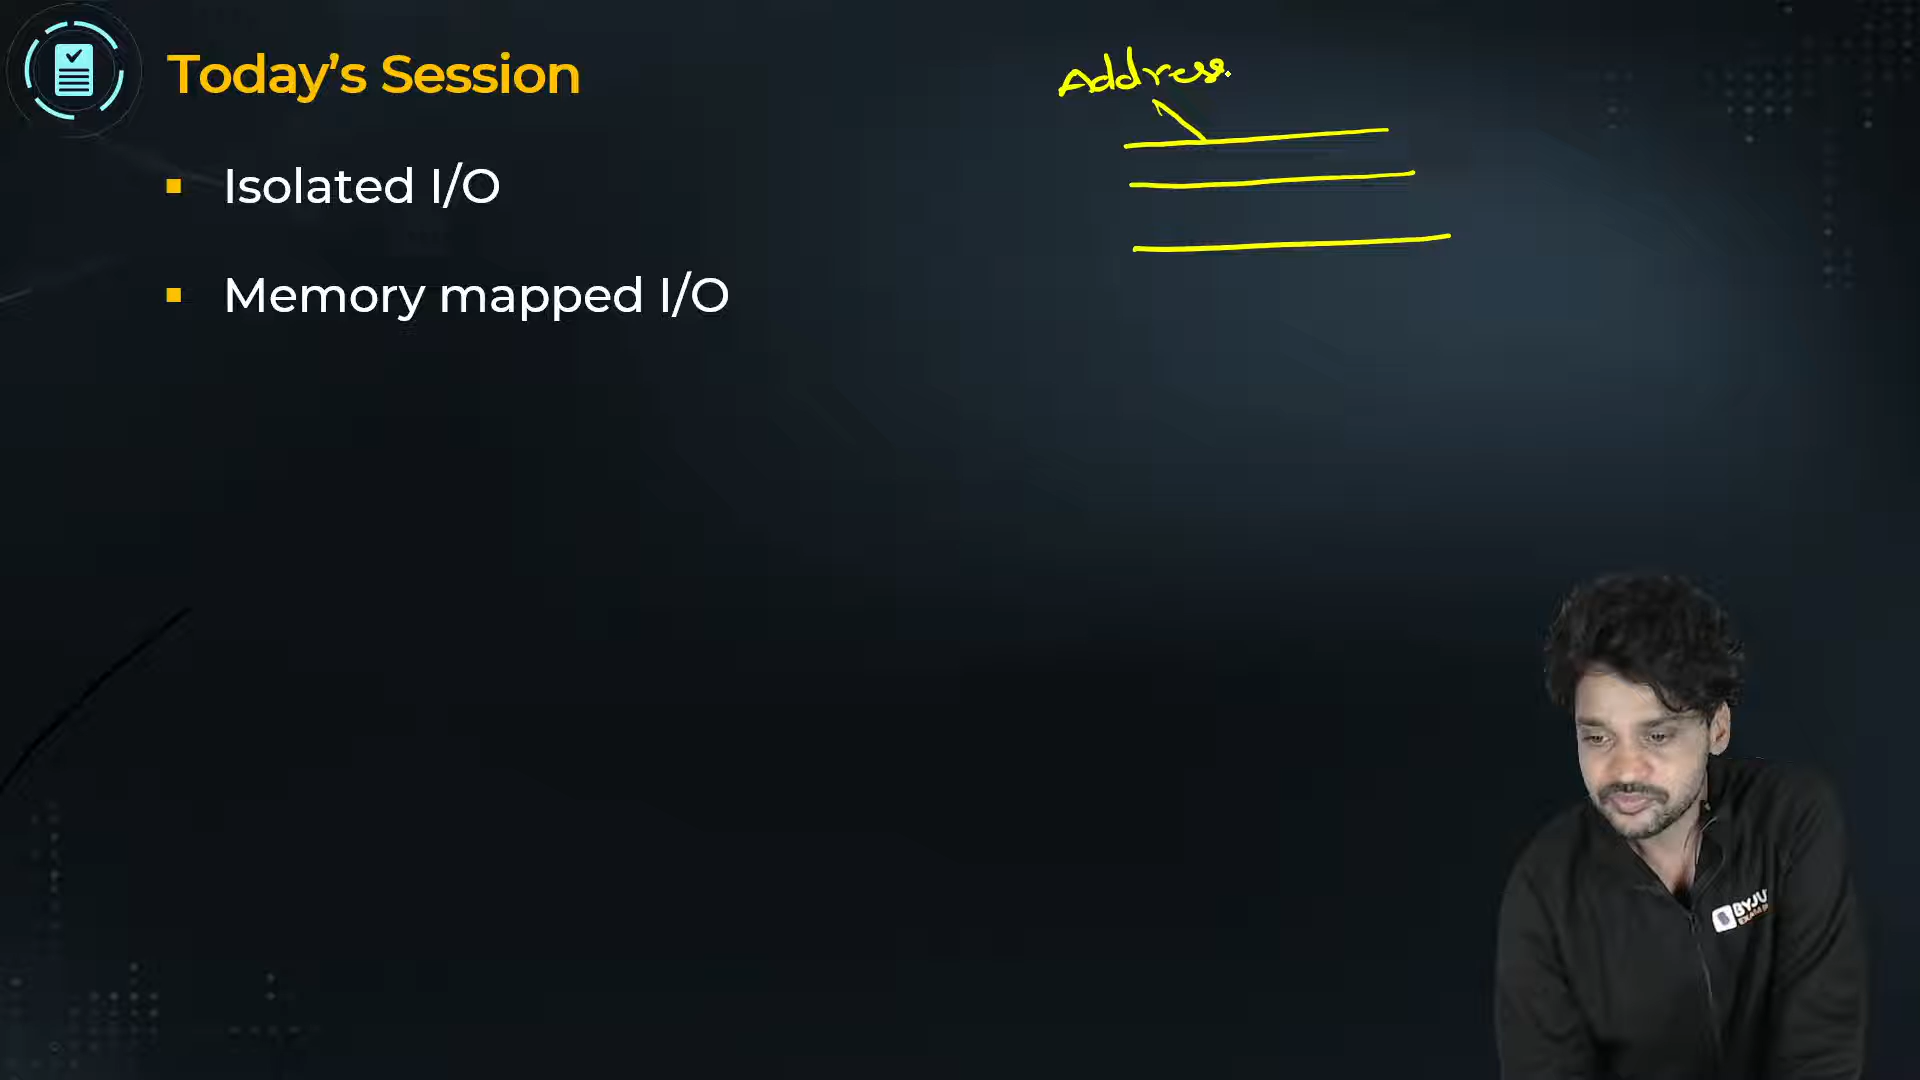 Today's Session
Address.
Isolated I/O
Memory mapped I/O
BYJU